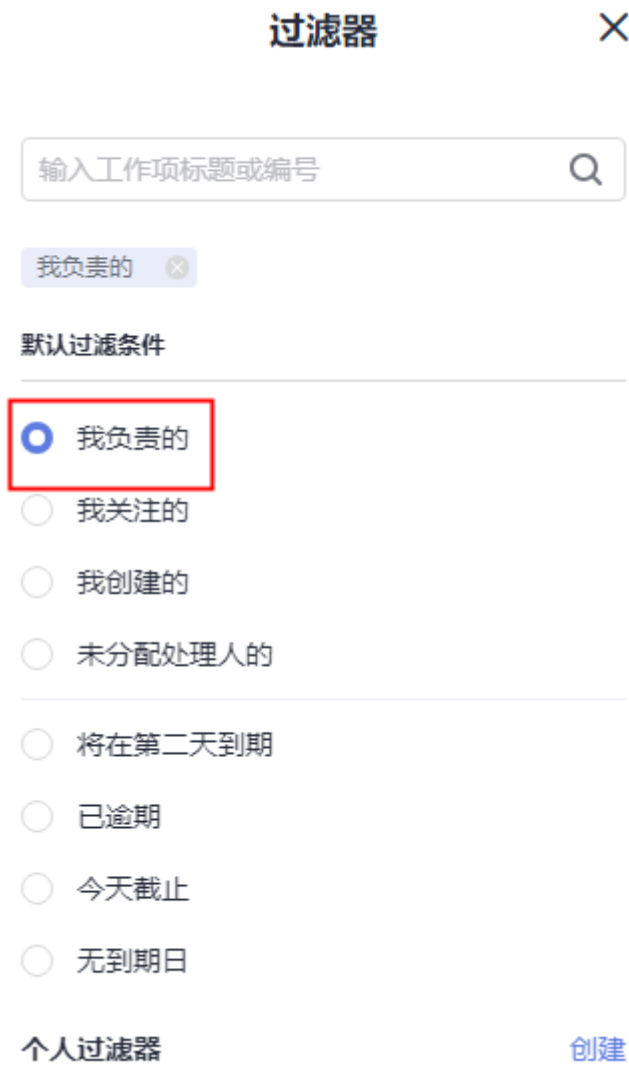 过滤器
输入工作项标题或编号
我负责的
默认过滤条件
我负责的
我关注的
我创建的
未分配处理人的
将在第二天到期
已逾期
今天截止
无到期日
个人过滤器 创建